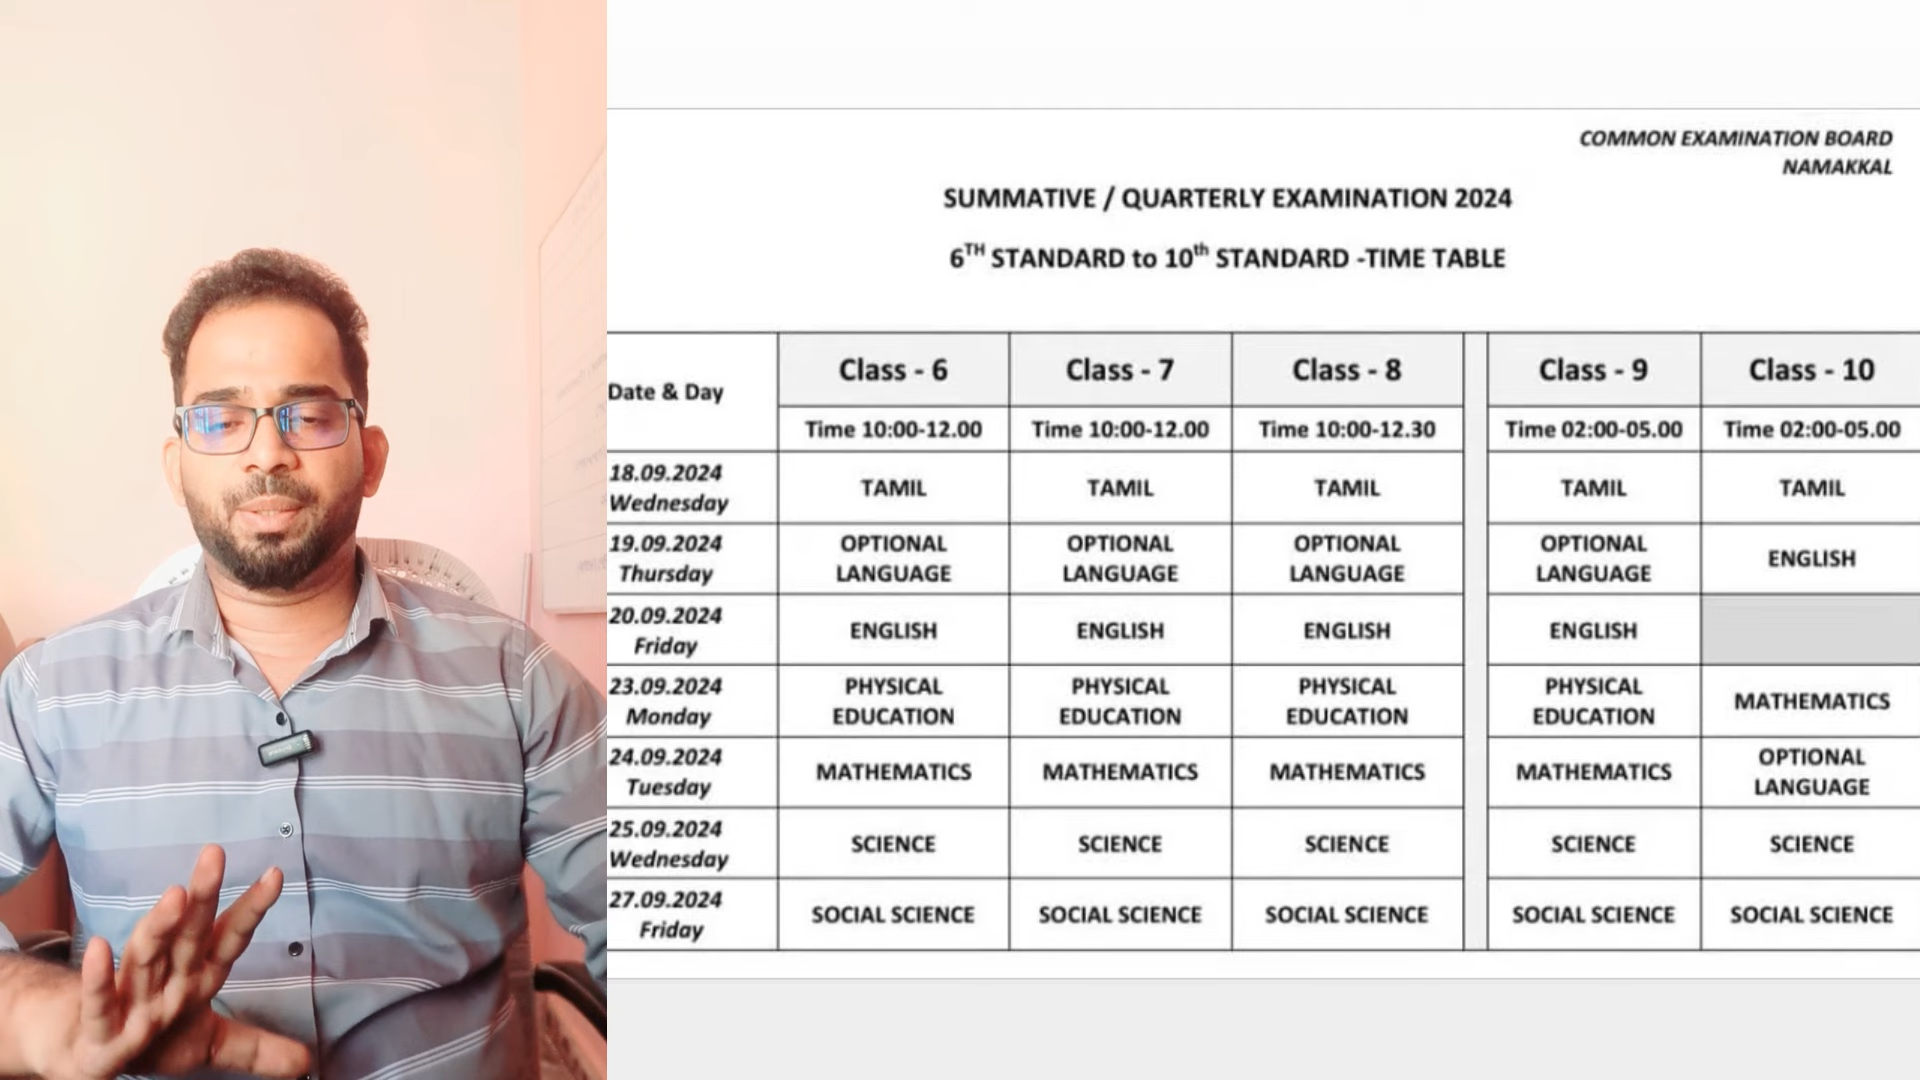 COMMON EXAMINATION BOARD
NAMAKKAL
SUMMATIVE / QUARTERLY EXAMINATION 2024
6TH STANDARD to 10th STANDARD -TIME TABLE
Date & Day
Class - 6
Class - 7
Class - 8
Class - 9
Class - 10
Time 10:00-12.00
Time 10:00-12.00
Time 10:00-12.30
Time 02:00-05.00
Time 02:00-05.00
18.09.2024
Wednesday
TAMIL
TAMIL
TAMIL
TAMIL
TAMIL
19.09.2024
Thursday
OPTIONAL
LANGUAGE
OPTIONAL
LANGUAGE
OPTIONAL
LANGUAGE
OPTIONAL
LANGUAGE
ENGLISH
20.09.2024
Friday
ENGLISH
ENGLISH
ENGLISH
ENGLISH
23.09.2024
Monday
PHYSICAL
EDUCATION
PHYSICAL
EDUCATION
PHYSICAL
EDUCATION
PHYSICAL
EDUCATION
MATHEMATICS
24.09.2024
Tuesday
MATHEMATICS
MATHEMATICS
MATHEMATICS
MATHEMATICS
OPTIONAL
LANGUAGE
25.09.2024
Wednesday
SCIENCE
SCIENCE
SCIENCE
SCIENCE
SCIENCE
27.09.2024
Friday
SOCIAL SCIENCE
SOCIAL SCIENCE
SOCIAL SCIENCE
SOCIAL SCIENCE
SOCIAL SCIENCE